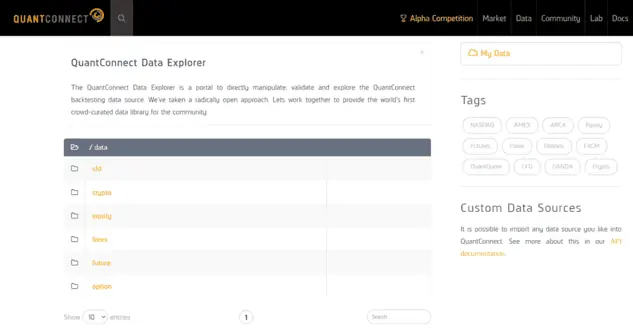 QUANTCONNECT
Alpha Competition Market Data Community Lab Docs
QuantConnect Data Explorer
×
The QuantConnect Data Explorer is a portal to directly manipulate, validate and explore the QuantConnect
backtesting data source. We've taken a radically open approach. Lets work together to provide the world's first
crowd-curated data library for the community.
/ data
cfd
crypto
equity
forex
future
option
Show 10 entries
1
Search
My Data
Tags
NASDAQ AMEX ARCA Equity
Futures Forex Options FXCM
QuantQuote CFD OANDA Crypto
Custom Data Sources
It is possible to import any data source you like into
QuantConnect. See more about this in our API
documentation.